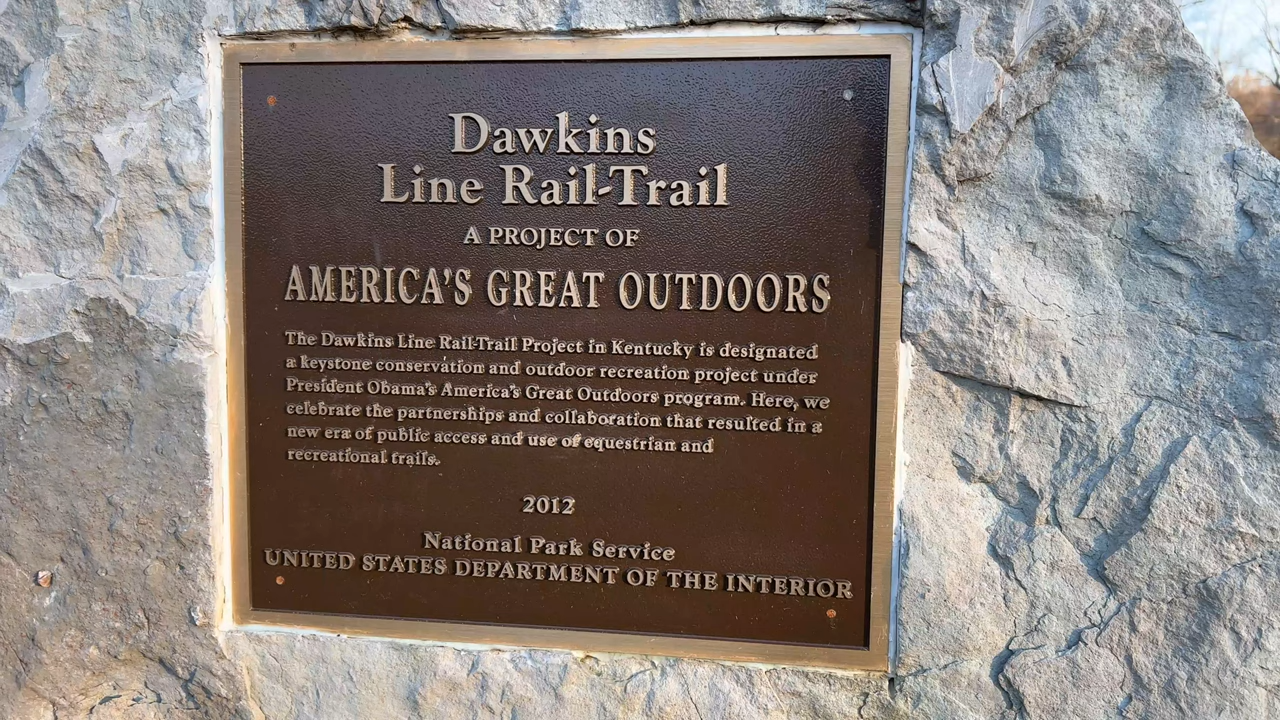 Dawkins
Line Rail-Trail
A PROJECT OF
AMERICA'S GREAT OUTDOORS
The Dawkins Line Rail-Trail Project in Kentucky is designated
a keystone conservation and outdoor recreation project under
President Obama's America's Great Outdoors program. Here, we
celebrate the partnerships and collaboration that resulted in a
new era of public access and use of equestrian and
recreational trails.
2012
National Park Service
UNITED STATES DEPARTMENT OF THE INTERIOR